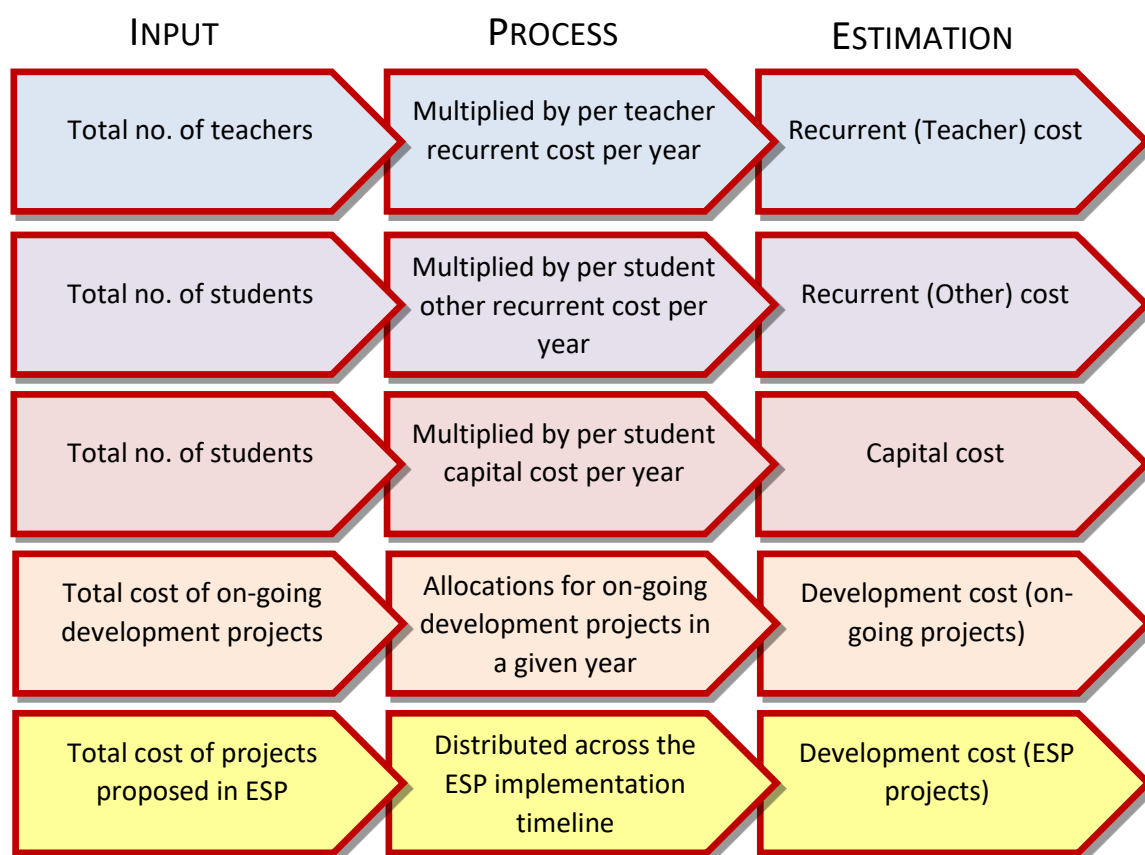 INPUT
PROCESS
ESTIMATION
Total no. of teachers
Multiplied by per teacher
recurrent cost per year
Recurrent (Teacher) cost
Total no. of students
Multiplied by per student
other recurrent cost per
year
Recurrent (Other) cost
Total no. of students
Multiplied by per student
capital cost per year
Capital cost
Total cost of on-going
development projects
Allocations for on-going
development projects in
a given year
Development cost (on-
going projects)
Total cost of projects
proposed in ESP
Distributed across the
ESP implementation
timeline
Development cost (ESP
projects)